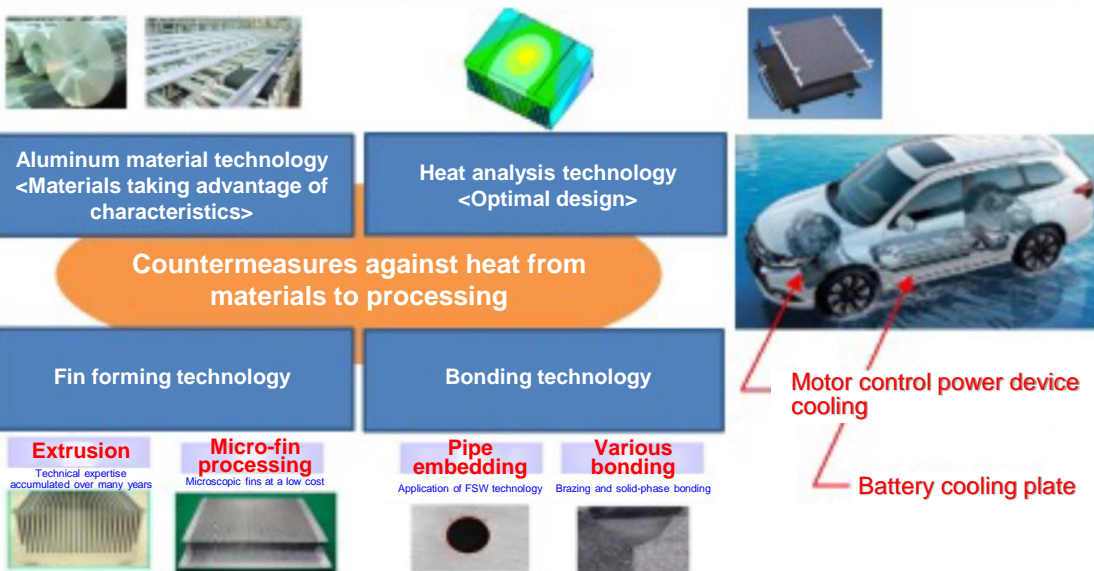 Aluminum material technology
<Materials taking advantage of
characteristics>
Heat analysis technology
<Optimal design>
Countermeasures against heat from
materials to processing
Fin forming technology
Bonding technology
Motor control power device
cooling
Battery cooling plate
Extrusion
Technical expertise
accumulated over many years
Micro-fin
processing
Microscopic fins at a low cost
Pipe
embedding
Application of FSW technology
Various
bonding
Brazing and solid-phase bonding